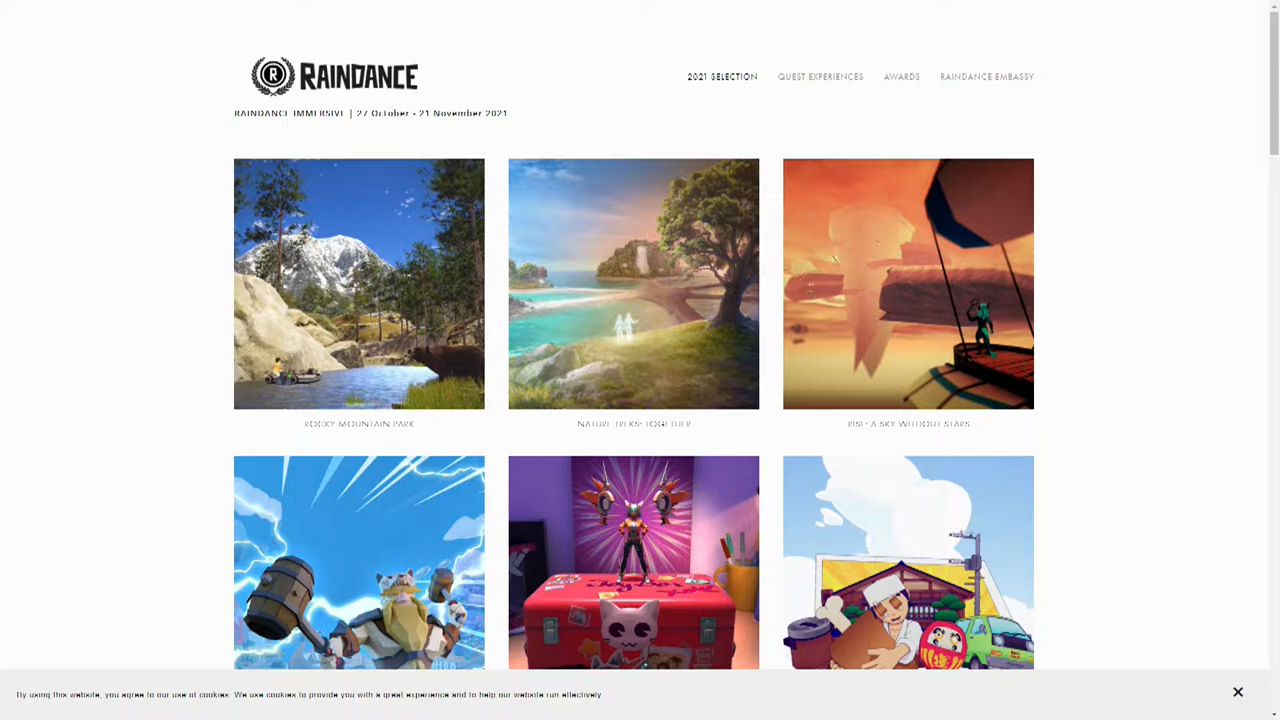 RAINDANCE
2021 SELECTION
QUEST EXPERIENCES
AWARDS
RAINDANCE EMBASSY
RAINDANCE IMMERSIVE | 27 October - 21 November 2021
ROCKY MOUNTAIN PARK
NATURE TREKS: TOGETHER
RISE: A SKY WITHOUT STARS
By using this website, you agree to our use of cookies. We use cookies to provide you with a great experience and to help our website run effectively